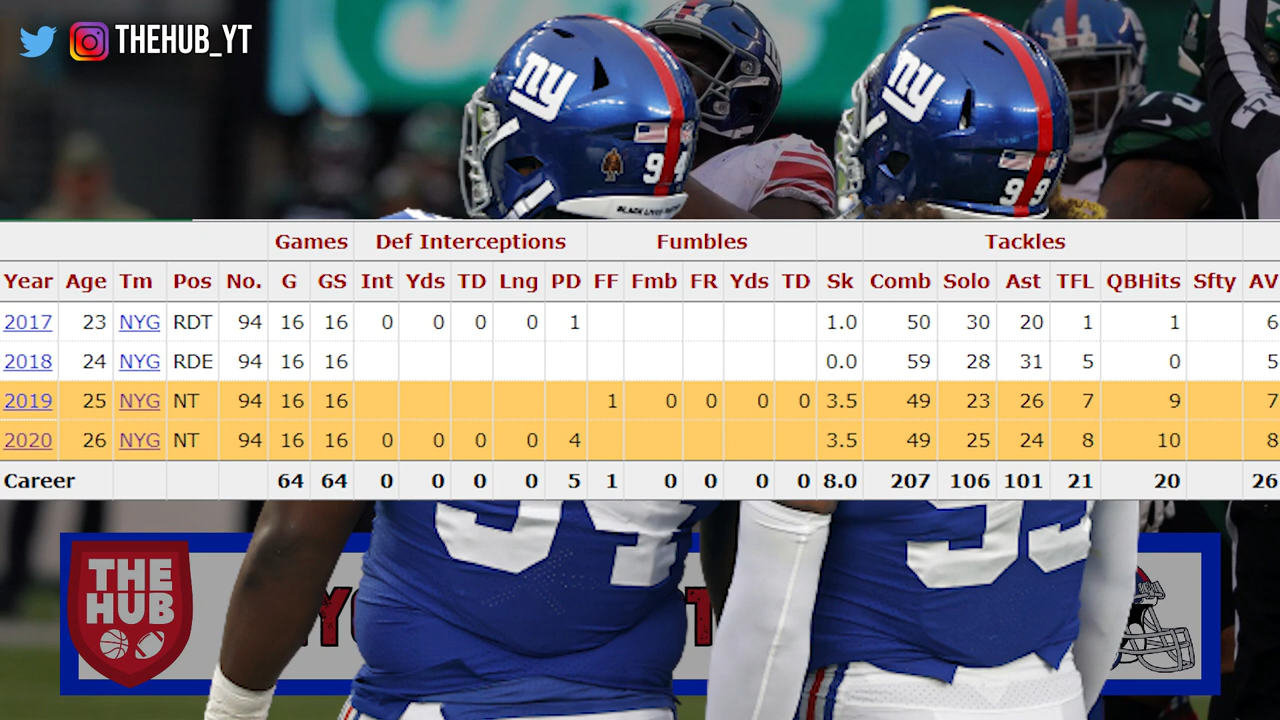 THEHUB_YT
ny
ny
94
99
BLACK LIVES
Games Def Interceptions Fumbles Tackles
Year Age Tm Pos No. G GS Int Yds TD Lng PD FF Fmb FR Yds TD Sk Comb Solo Ast TFL QBHits Sfty AV
2017 23 NYG RDT 94 16 16 0 0 0 0 1 1.0 50 30 20 1 1 6
2018 24 NYG RDE 94 16 16 0.0 59 28 31 5 0 5
2019 25 NYG NT 94 16 16 1 0 0 0 0 3.5 49 23 26 7 9 7
2020 26 NYG NT 94 16 16 0 0 0 0 4 3.5 49 25 24 8 10 8
Career 64 64 0 0 0 0 5 1 0 0 0 0 8.0 207 106 101 21 20 26
THE
HUB